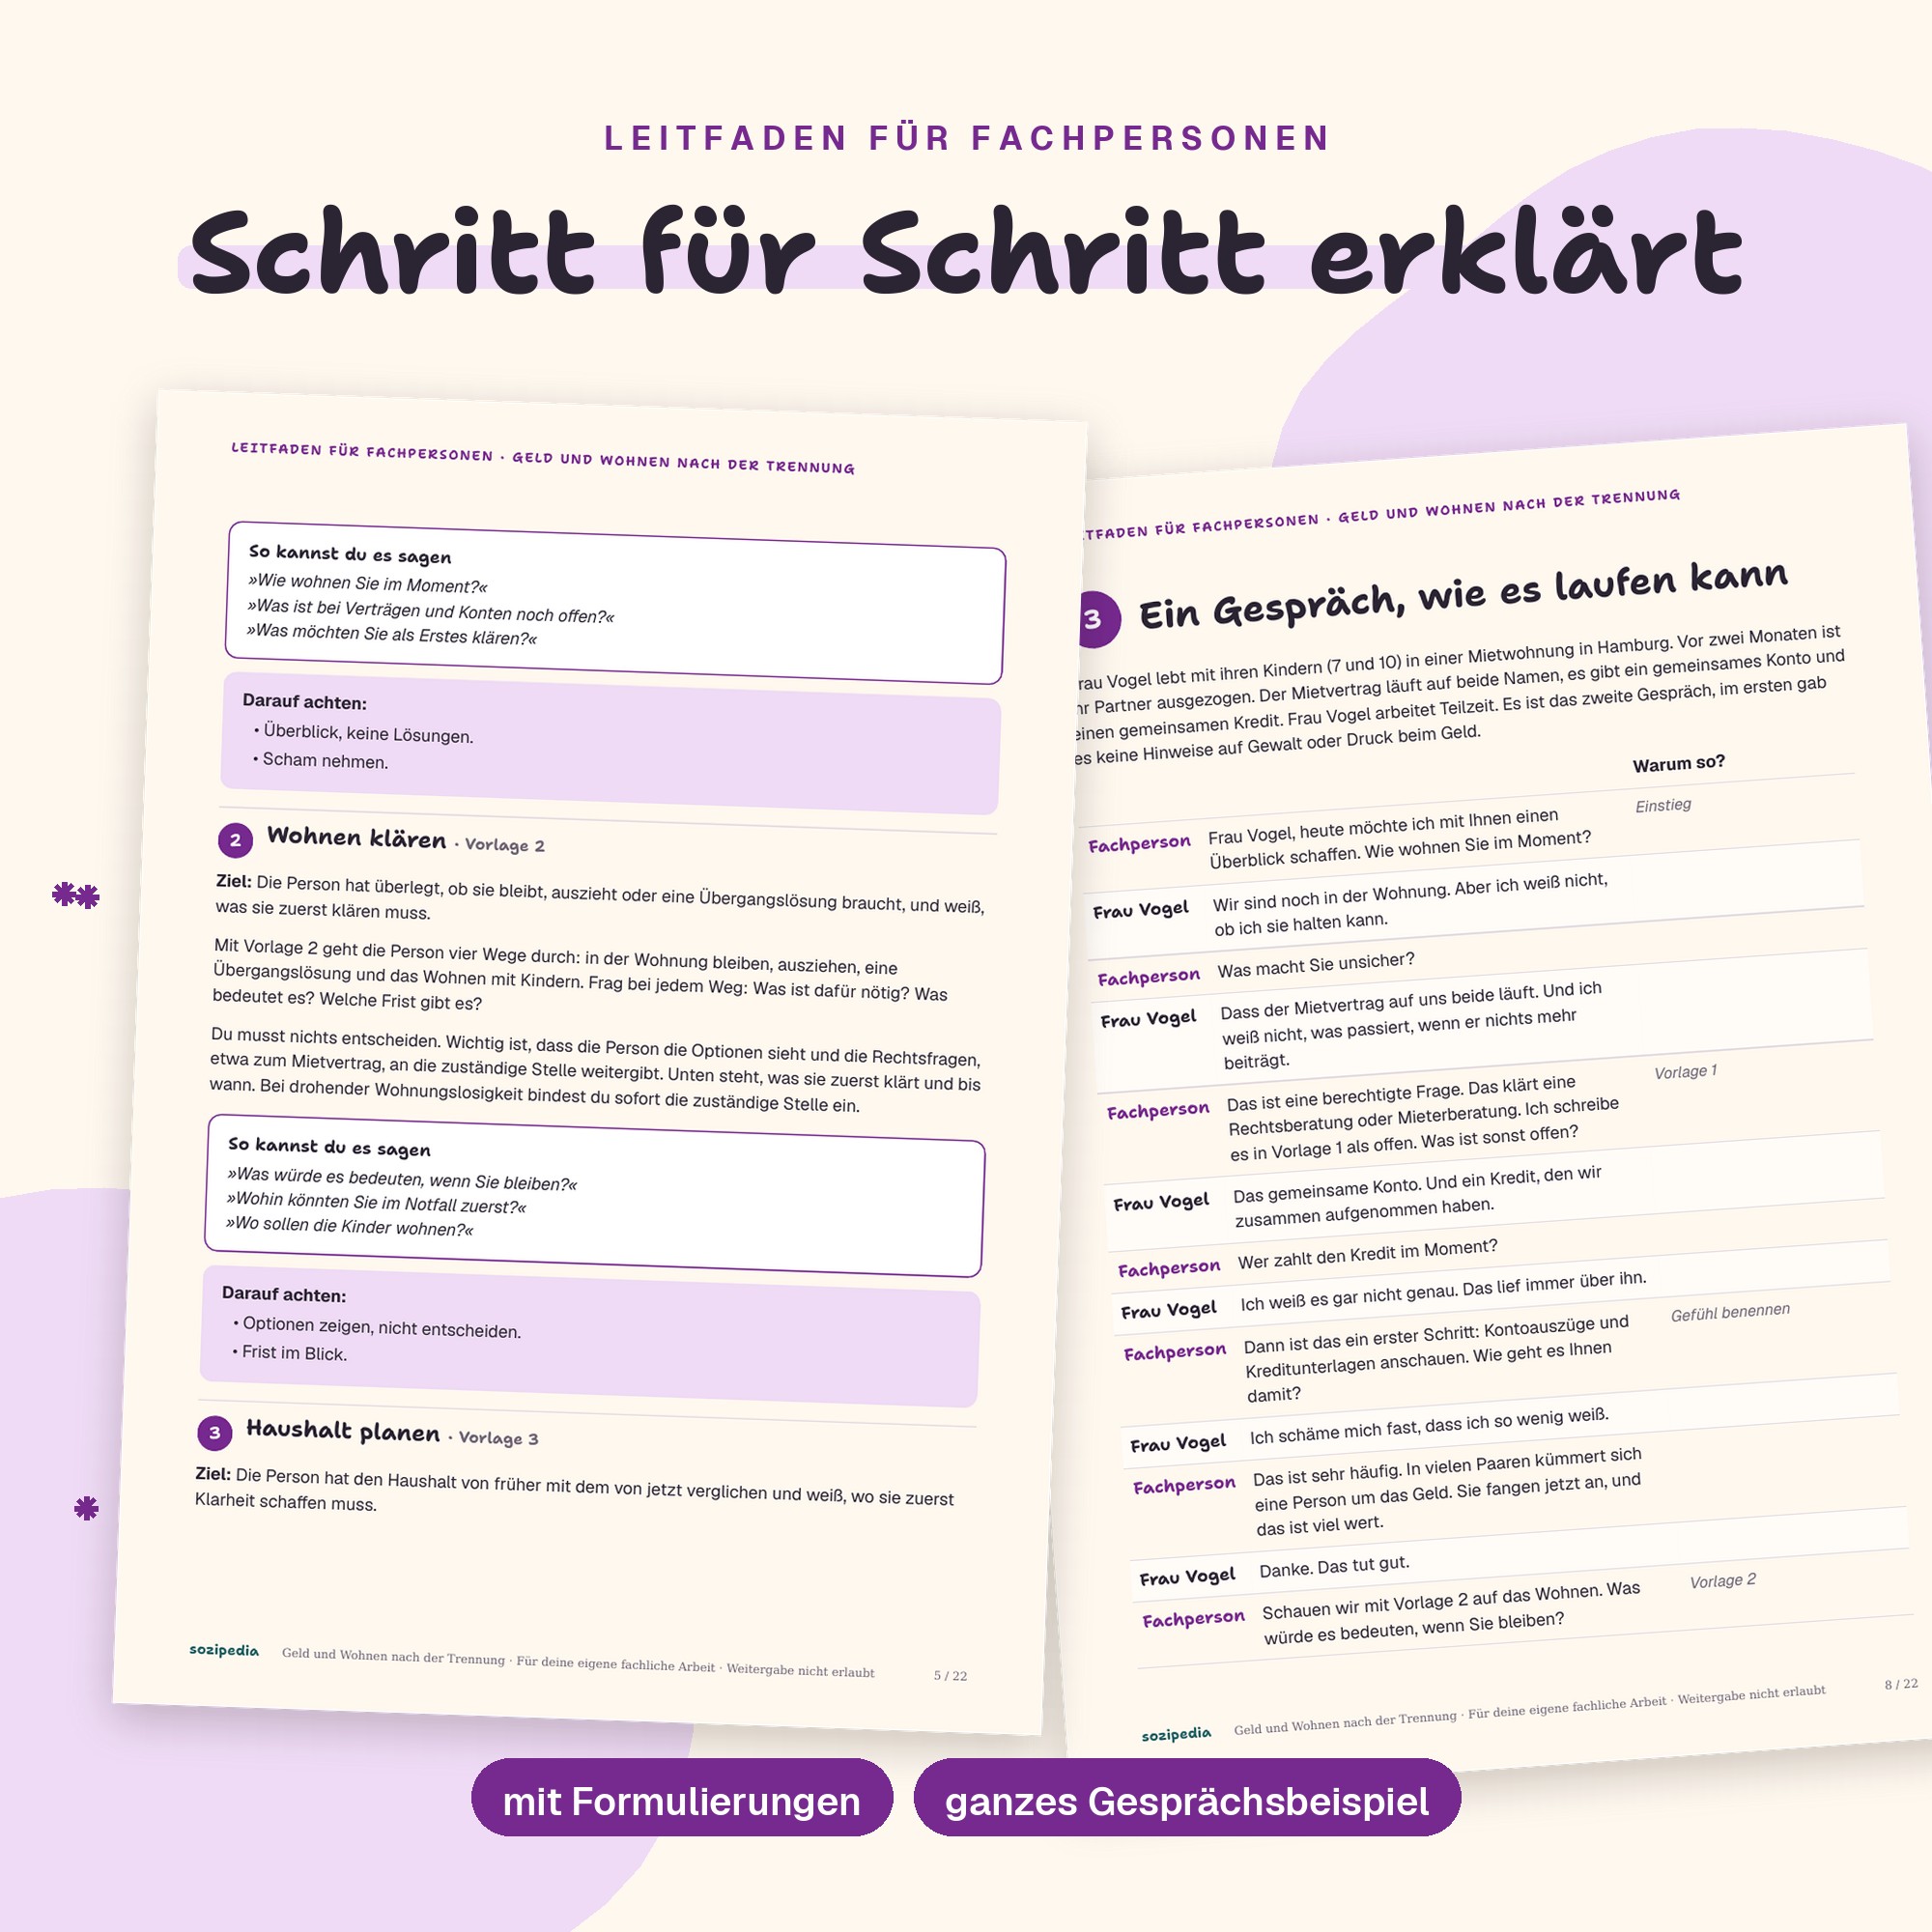 LEITFADEN FÜR FACHPERSONEN
Schritt für Schritt erklärt
LEITFADEN FÜR FACHPERSONEN · GELD UND WOHNEN NACH DER TRENNUNG
So kannst du es sagen
»Wie wohnen Sie im Moment?«
»Was ist bei Verträgen und Konten noch offen?«
»Was möchten Sie als Erstes klären?«
Darauf achten:
• Überblick, keine Lösungen.
• Scham nehmen.
2 Wohnen klären · Vorlage 2
Ziel: Die Person hat überlegt, ob sie bleibt, auszieht oder eine Übergangslösung braucht, und weiß,
was sie zuerst klären muss.
Mit Vorlage 2 geht die Person vier Wege durch: in der Wohnung bleiben, ausziehen, eine
Übergangslösung und das Wohnen mit Kindern. Frag bei jedem Weg: Was ist dafür nötig? Was
bedeutet es? Welche Frist gibt es?
Du musst nichts entscheiden. Wichtig ist, dass die Person die Optionen sieht und die Rechtsfragen,
etwa zum Mietvertrag, an die zuständige Stelle weitergibt. Unten steht, was sie zuerst klärt und bis
wann. Bei drohender Wohnungslosigkeit bindest du sofort die zuständige Stelle ein.
So kannst du es sagen
»Was würde es bedeuten, wenn Sie bleiben?«
»Wohin könnten Sie im Notfall zuerst?«
»Wo sollen die Kinder wohnen?«
Darauf achten:
• Optionen zeigen, nicht entscheiden.
• Frist im Blick.
3 Haushalt planen · Vorlage 3
Ziel: Die Person hat den Haushalt von früher mit dem von jetzt verglichen und weiß, wo sie zuerst
Klarheit schaffen muss.
sozipedia Geld und Wohnen nach der Trennung · Für deine eigene fachliche Arbeit · Weitergabe nicht erlaubt 5 / 22
TFADEN FÜR FACHPERSONEN · GELD UND WOHNEN NACH DER TRENNUNG
3 Ein Gespräch, wie es laufen kann
rau Vogel lebt mit ihren Kindern (7 und 10) in einer Mietwohnung in Hamburg. Vor zwei Monaten ist
hr Partner ausgezogen. Der Mietvertrag läuft auf beide Namen, es gibt ein gemeinsames Konto und
einen gemeinsamen Kredit. Frau Vogel arbeitet Teilzeit. Es ist das zweite Gespräch, im ersten gab
es keine Hinweise auf Gewalt oder Druck beim Geld.
Warum so?
Fachperson Frau Vogel, heute möchte ich mit Ihnen einen Einstieg
Überblick schaffen. Wie wohnen Sie im Moment?
Frau Vogel Wir sind noch in der Wohnung. Aber ich weiß nicht,
ob ich sie halten kann.
Fachperson Was macht Sie unsicher?
Frau Vogel Dass der Mietvertrag auf uns beide läuft. Und ich
weiß nicht, was passiert, wenn er nichts mehr
beiträgt.
Fachperson Das ist eine berechtigte Frage. Das klärt eine Vorlage 1
Rechtsberatung oder Mieterberatung. Ich schreibe
es in Vorlage 1 als offen. Was ist sonst offen?
Frau Vogel Das gemeinsame Konto. Und ein Kredit, den wir
zusammen aufgenommen haben.
Fachperson Wer zahlt den Kredit im Moment?
Frau Vogel Ich weiß es gar nicht genau. Das lief immer über ihn.
Fachperson Dann ist das ein erster Schritt: Kontoauszüge und Gefühl benennen
Kreditunterlagen anschauen. Wie geht es Ihnen
damit?
Frau Vogel Ich schäme mich fast, dass ich so wenig weiß.
Fachperson Das ist sehr häufig. In vielen Paaren kümmert sich
eine Person um das Geld. Sie fangen jetzt an, und
das ist viel wert.
Frau Vogel Danke. Das tut gut.
Fachperson Schauen wir mit Vorlage 2 auf das Wohnen. Was Vorlage 2
würde es bedeuten, wenn Sie bleiben?
sozipedia Geld und Wohnen nach der Trennung · Für deine eigene fachliche Arbeit · Weitergabe nicht erlaubt 8 / 22
mit Formulierungen
ganzes Gesprächsbeispiel